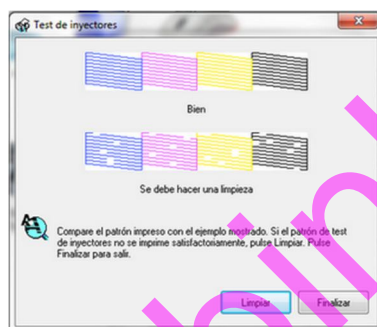 Test de inyectores
Bien
Se debe hacer una limpieza
Compare el patrón impreso con el ejemplo mostrado. Si el patrón de test
de inyectores no se imprime satisfactoriamente, pulse Limpiar. Pulse
Finalizar para salir.
Limpiar Finalizar